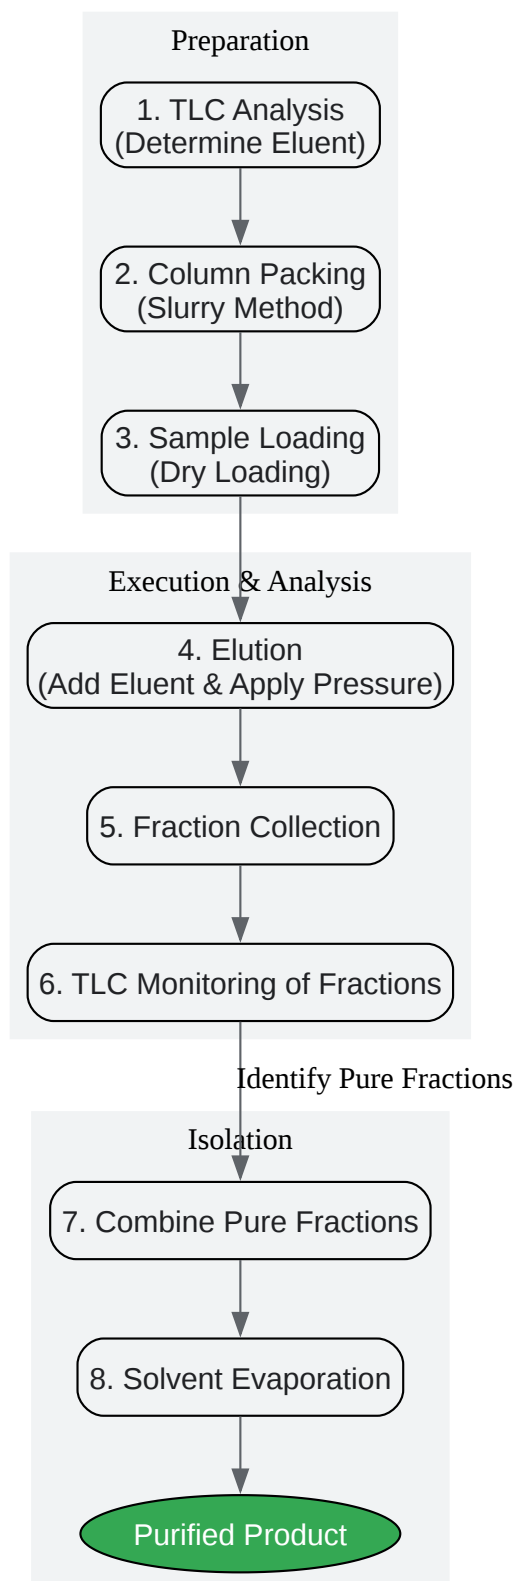 Preparation
1. TLC Analysis
(Determine Eluent)
2. Column Packing
(Slurry Method)
3. Sample Loading
(Dry Loading)
Execution & Analysis
4. Elution
(Add Eluent & Apply Pressure)
5. Fraction Collection
6. TLC Monitoring of Fractions
Identify Pure Fractions
Isolation
7. Combine Pure Fractions
8. Solvent Evaporation
Purified Product